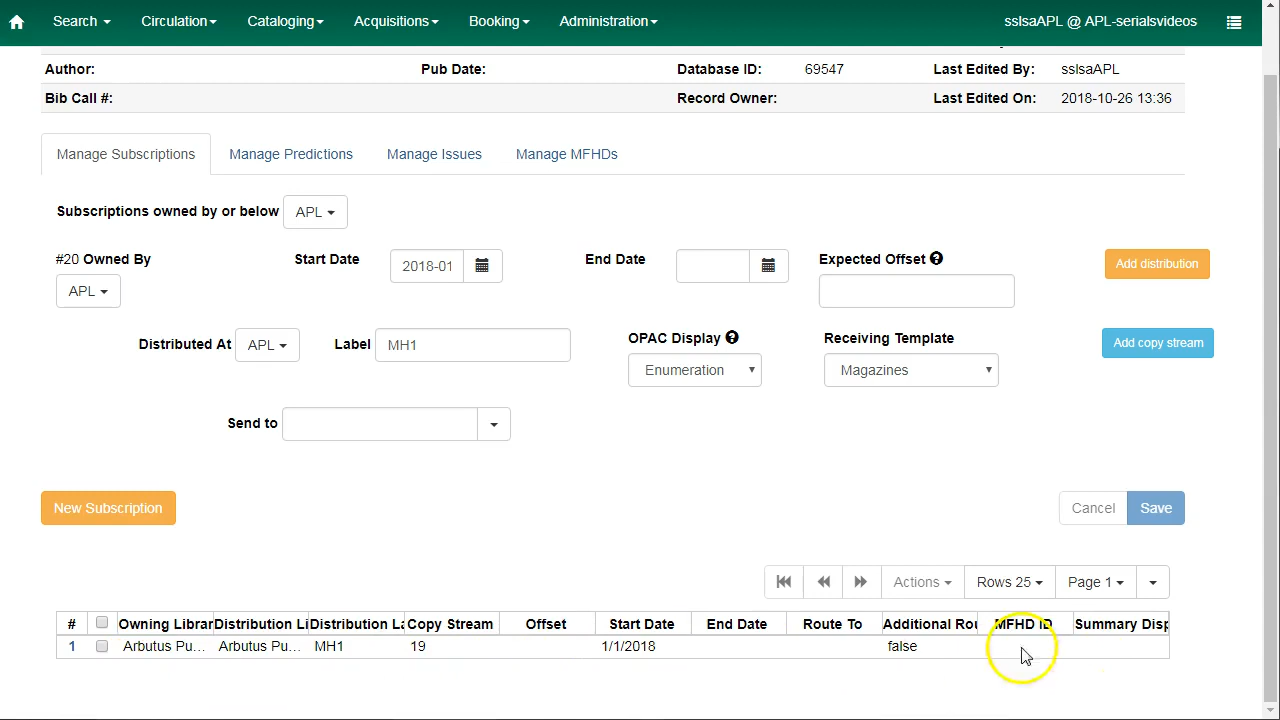 Search Circulation Cataloging Acquisitions Booking Administration sslsaAPL @ APL-serialsvideos
Author: Pub Date: Database ID: 69547 Last Edited By: sslsaAPL
Bib Call #: Record Owner: Last Edited On: 2018-10-26 13:36
Manage Subscriptions Manage Predictions Manage Issues Manage MFHDs
Subscriptions owned by or below APL
#20 Owned By Start Date 2018-01 End Date Expected Offset Add distribution
APL
Distributed At APL Label MH1 OPAC Display Receiving Template Add copy stream
Enumeration Magazines
Send to
New Subscription Cancel Save
Actions Rows 25 Page 1
# Owning Librar Distribution Li Distribution La Copy Stream Offset Start Date End Date Route To Additional Rou MFHD ID Summary Disp
1 Arbutus Pu... Arbutus Pu... MH1 19 1/1/2018 false